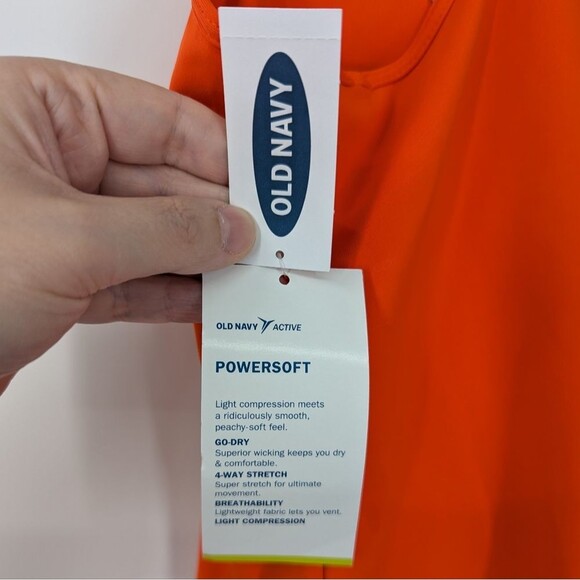 OLD NAVY
OLD NAVY ACTIVE
POWERSOFT
Light compression meets
a ridiculously smooth,
peachy-soft feel.
GO-DRY
Superior wicking keeps you dry
& comfortable.
4-WAY STRETCH
Super stretch for ultimate
movement.
BREATHABILITY
Lightweight fabric lets you vent.
LIGHT COMPRESSION